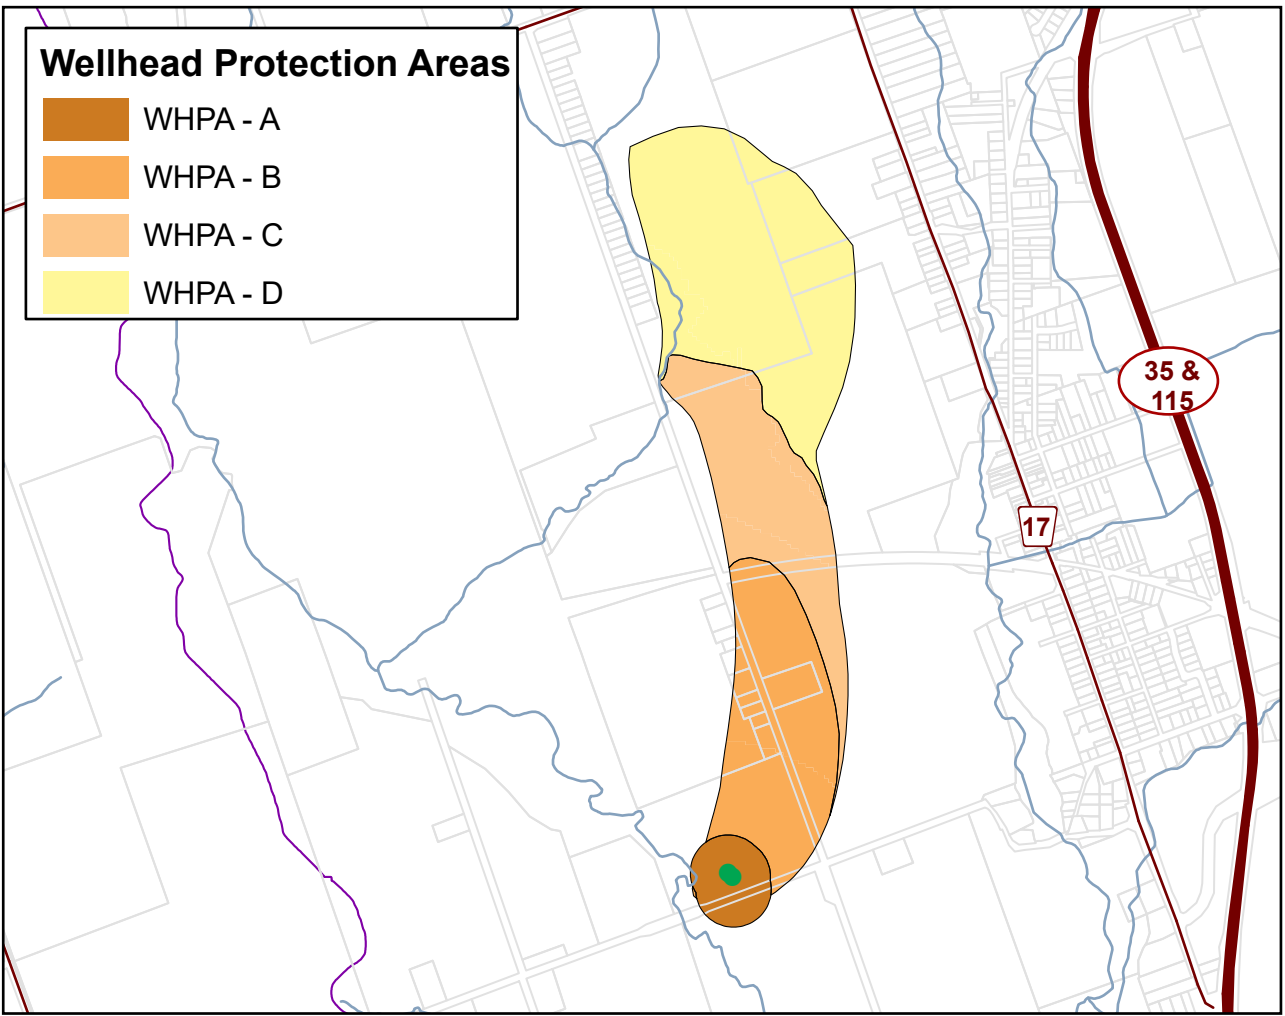 Wellhead Protection Areas
WHPA - A
WHPA - B
WHPA - C
WHPA - D
35 &
115
17